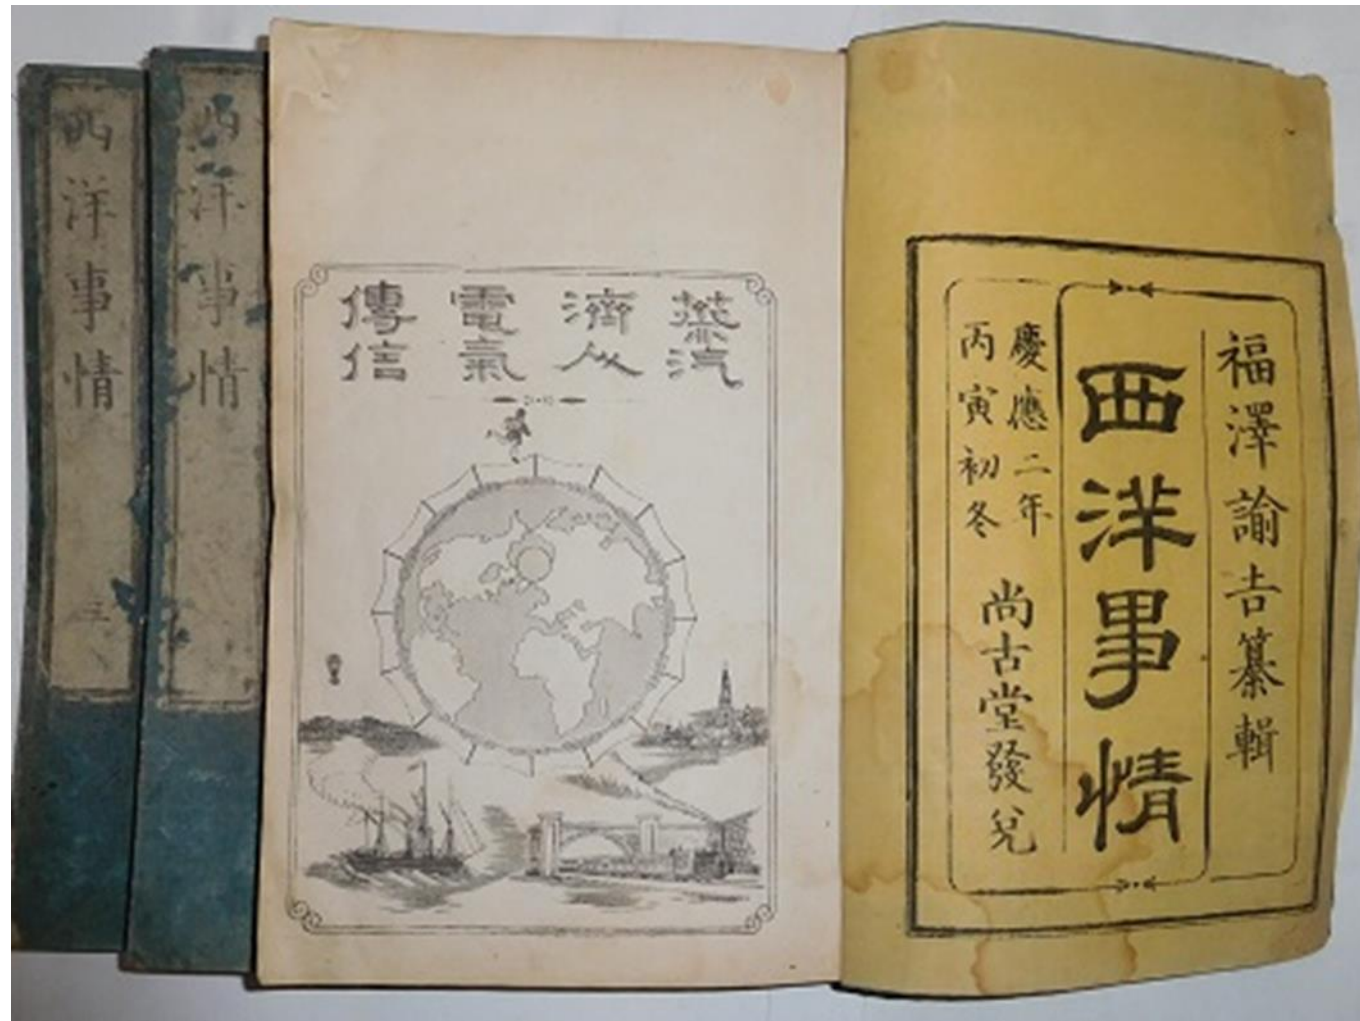 福澤諭吉纂輯
西洋事情
慶應二年
丙寅初冬
尚古堂發兌
蒸汽
濟人
電氣
傳信
西洋事情
西洋事情
三